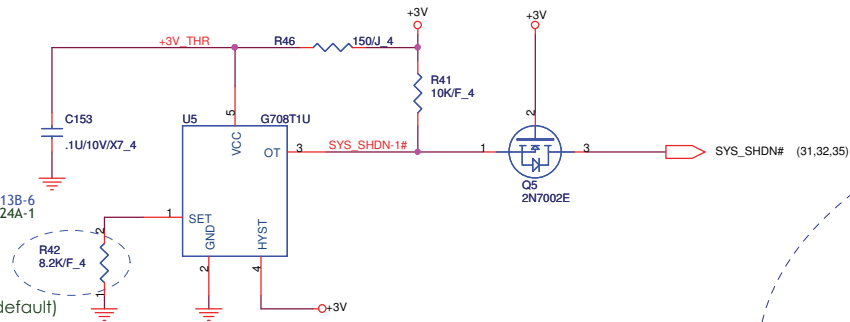 +3V
+3V
+3V_THR
R46
150/J_4
R41
10K/F_4
C153
.1U/10V/X7_4
U5
G708T1U
5
VCC
2
OT
3
SYS_SHDN-1#
1
3
SYS_SHDN# (31,32,35)
Q5
2N7002E
13B-6
24A-1
1
SET
GND
HYST
2
R42
8.2K/F_4
2
4
1
default)
+3V